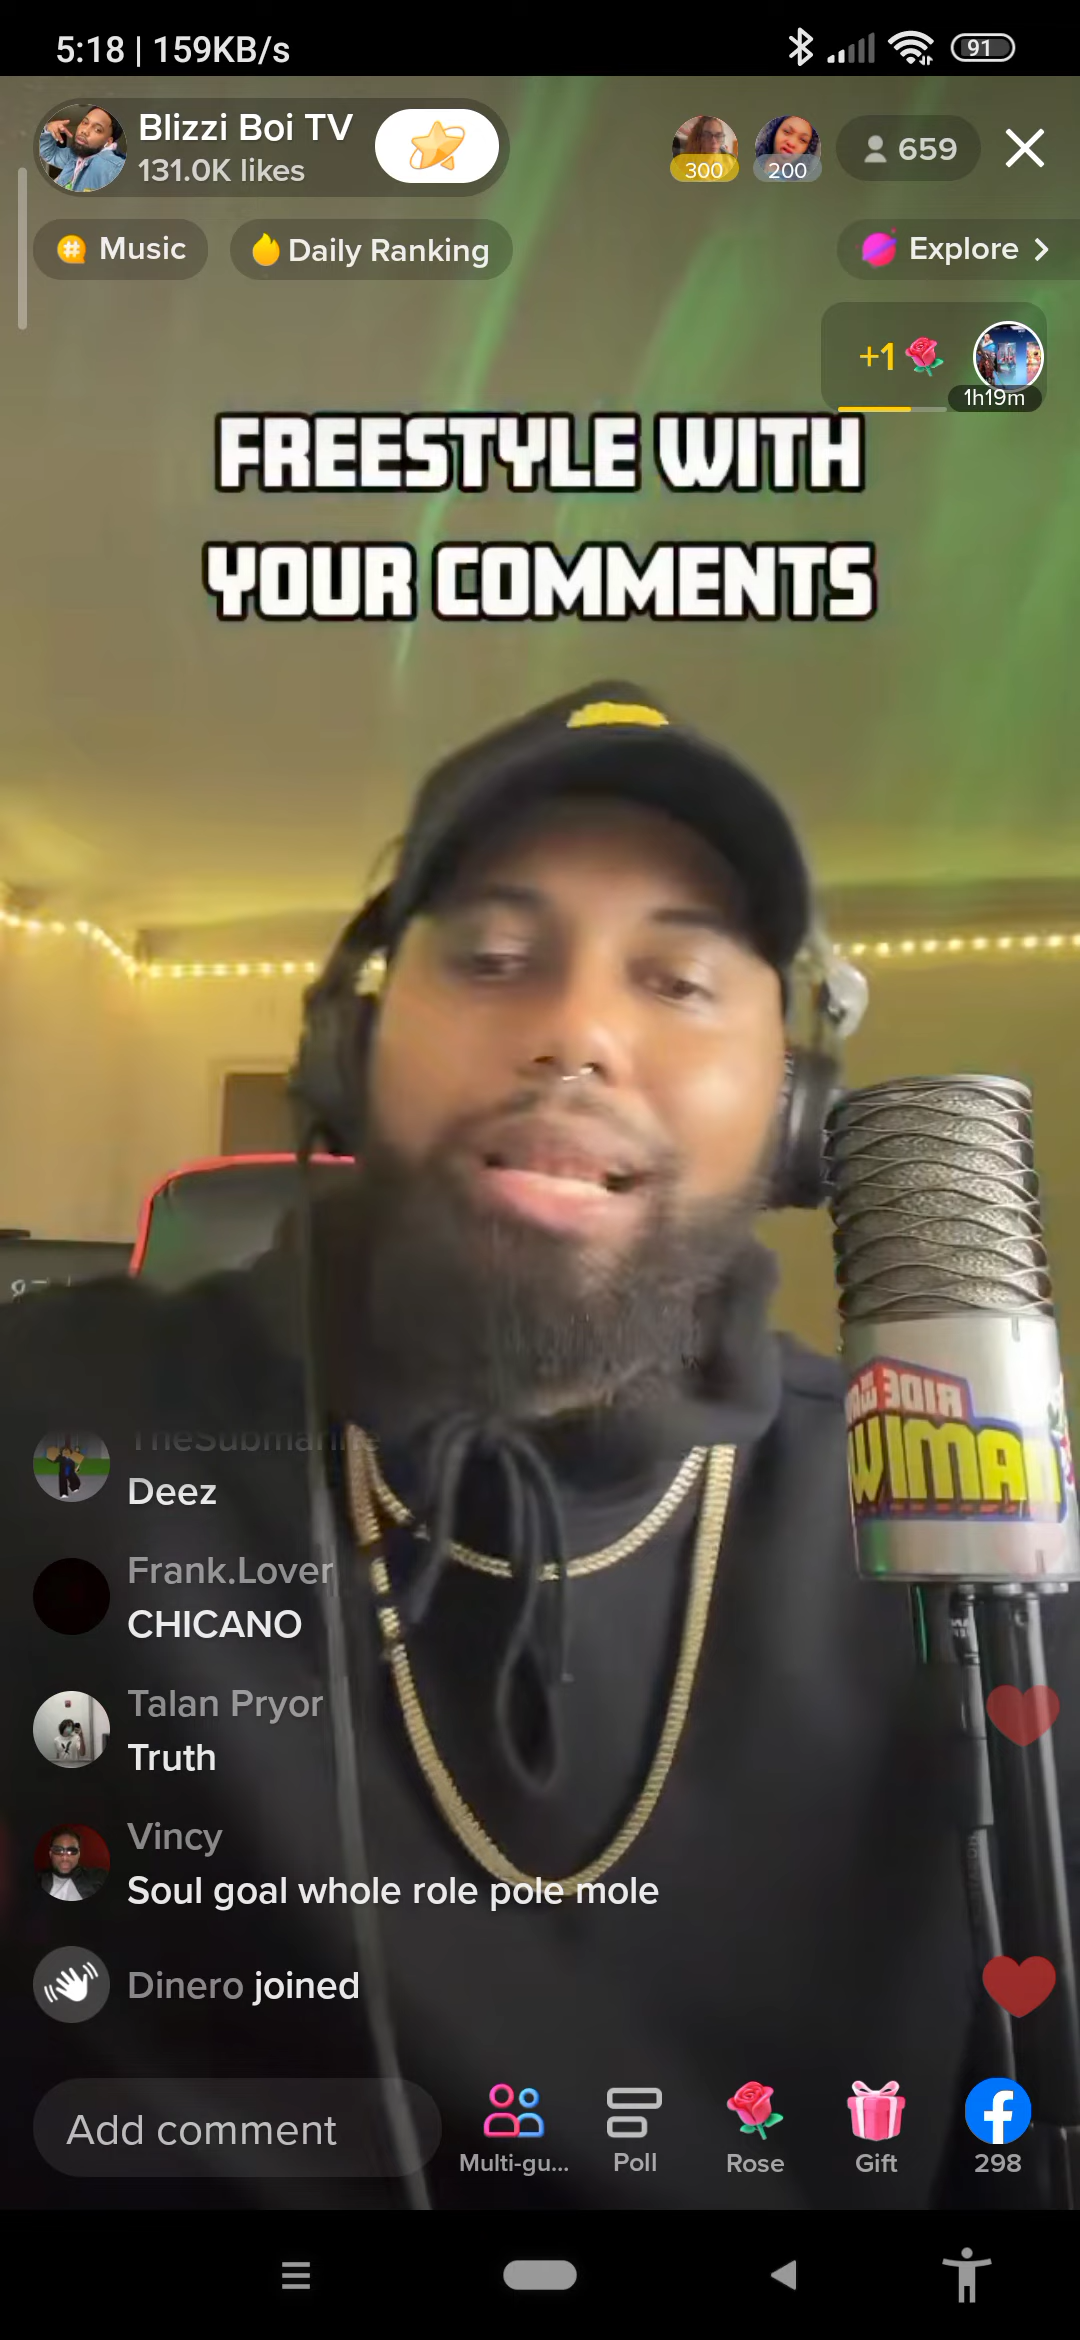 5:18 | 159KB/s
91
Blizzi Boi TV
131.0K likes
300
200
659
Music
Daily Ranking
Explore
+1
1h19m
FREESTYLE WITH
YOUR COMMENTS
TheSubmarine
Deez
Frank.Lover
CHICANO
Talan Pryor
Truth
Vincy
Soul goal whole role pole mole
Dinero joined
Add comment
Multi-gu...
Poll
Rose
Gift
298